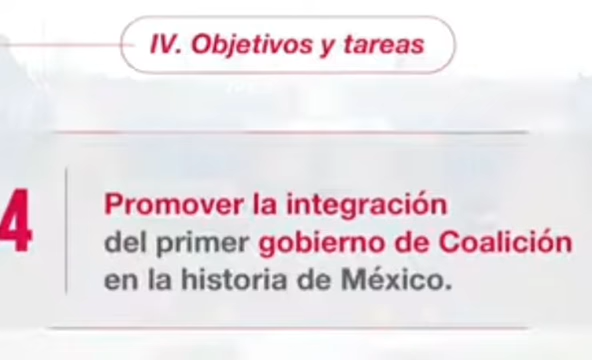 IV. Objetivos y tareas
4
Promover la integración
del primer gobierno de Coalición
en la historia de México.